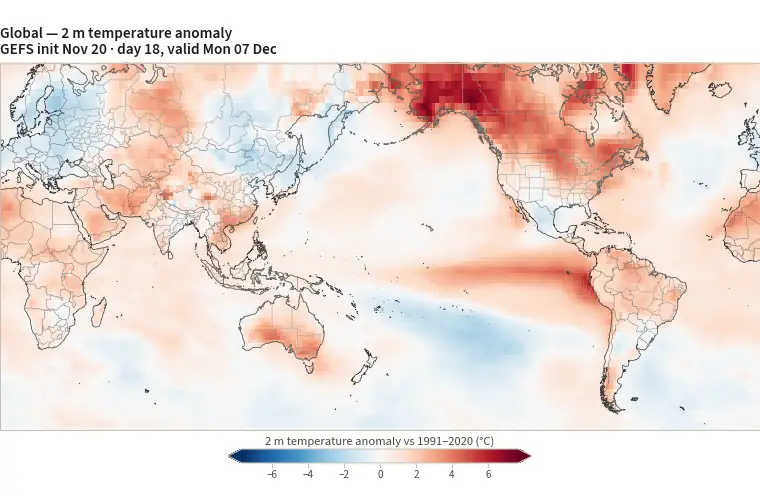 Global — 2 m temperature anomaly
GEFS init Nov 20 · day 18, valid Mon 07 Dec
2 m temperature anomaly vs 1991–2020 (°C)
−6 −4 −2 0 2 4 6